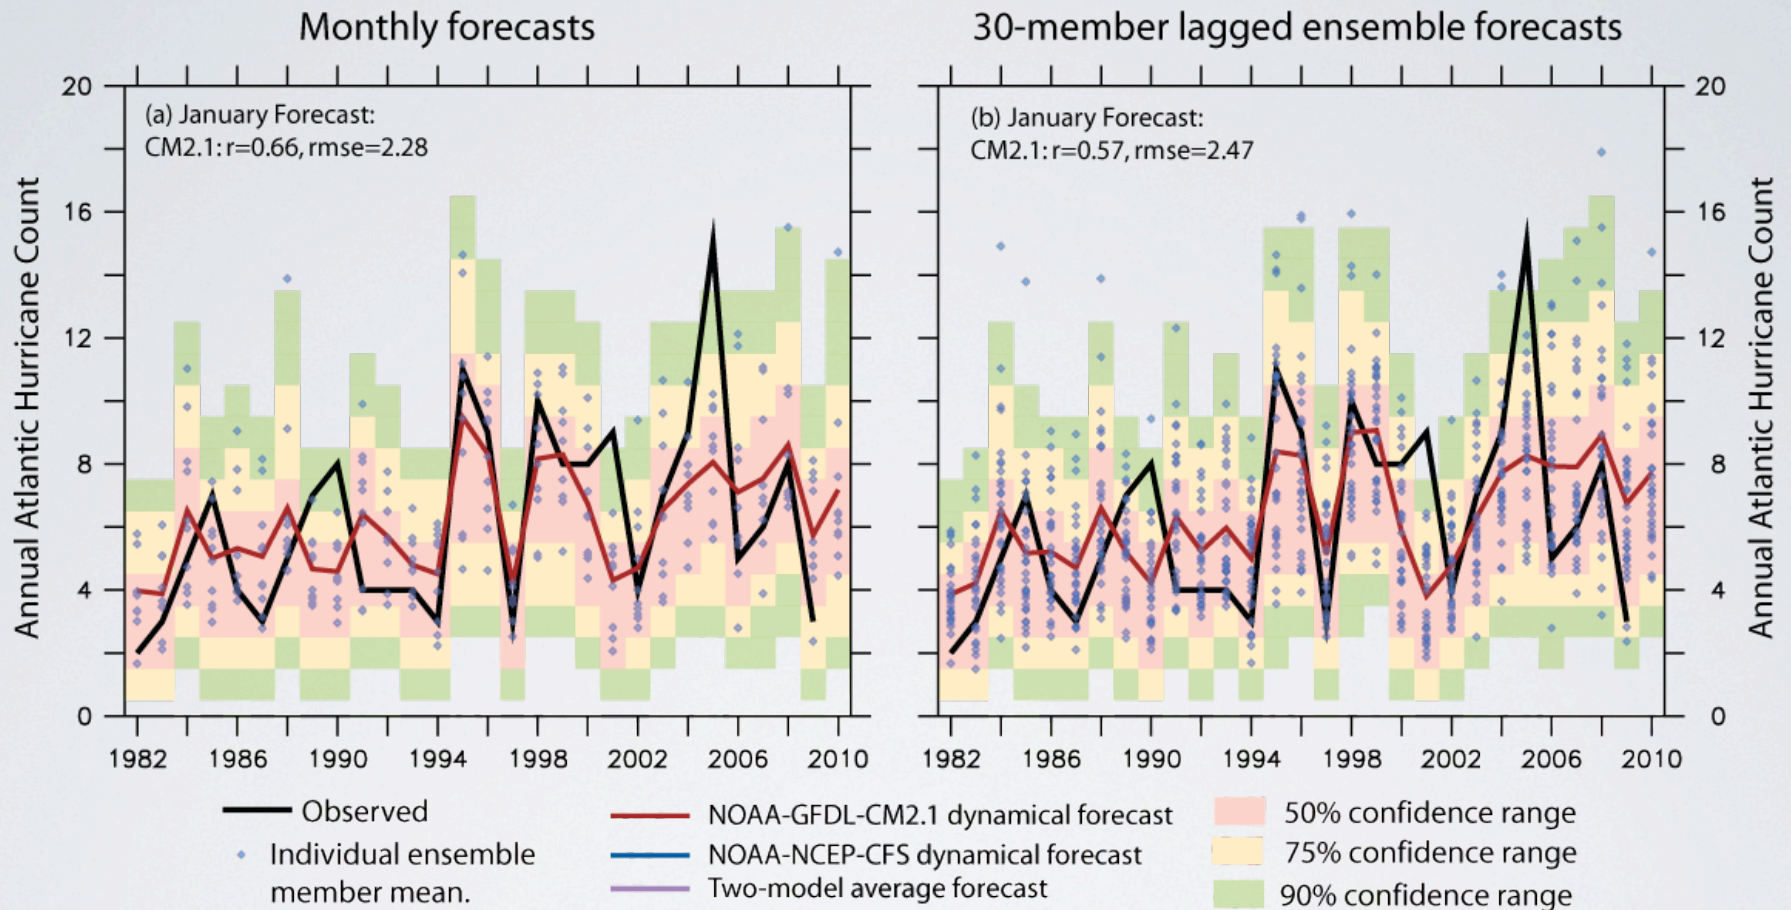 Monthly forecasts
30-member lagged ensemble forecasts
(a) January Forecast:
CM2.1: r=0.66, rmse=2.28
(b) January Forecast:
CM2.1: r=0.57, rmse=2.47
Annual Atlantic Hurricane Count
20
16
12
8
4
0
20
16
12
8
4
0
Annual Atlantic Hurricane Count
1982 1986 1990 1994 1998 2002 2006 2010
1982 1986 1990 1994 1998 2002 2006 2010
Observed
Individual ensemble
member mean.
NOAA-GFDL-CM2.1 dynamical forecast
NOAA-NCEP-CFS dynamical forecast
Two-model average forecast
50% confidence range
75% confidence range
90% confidence range